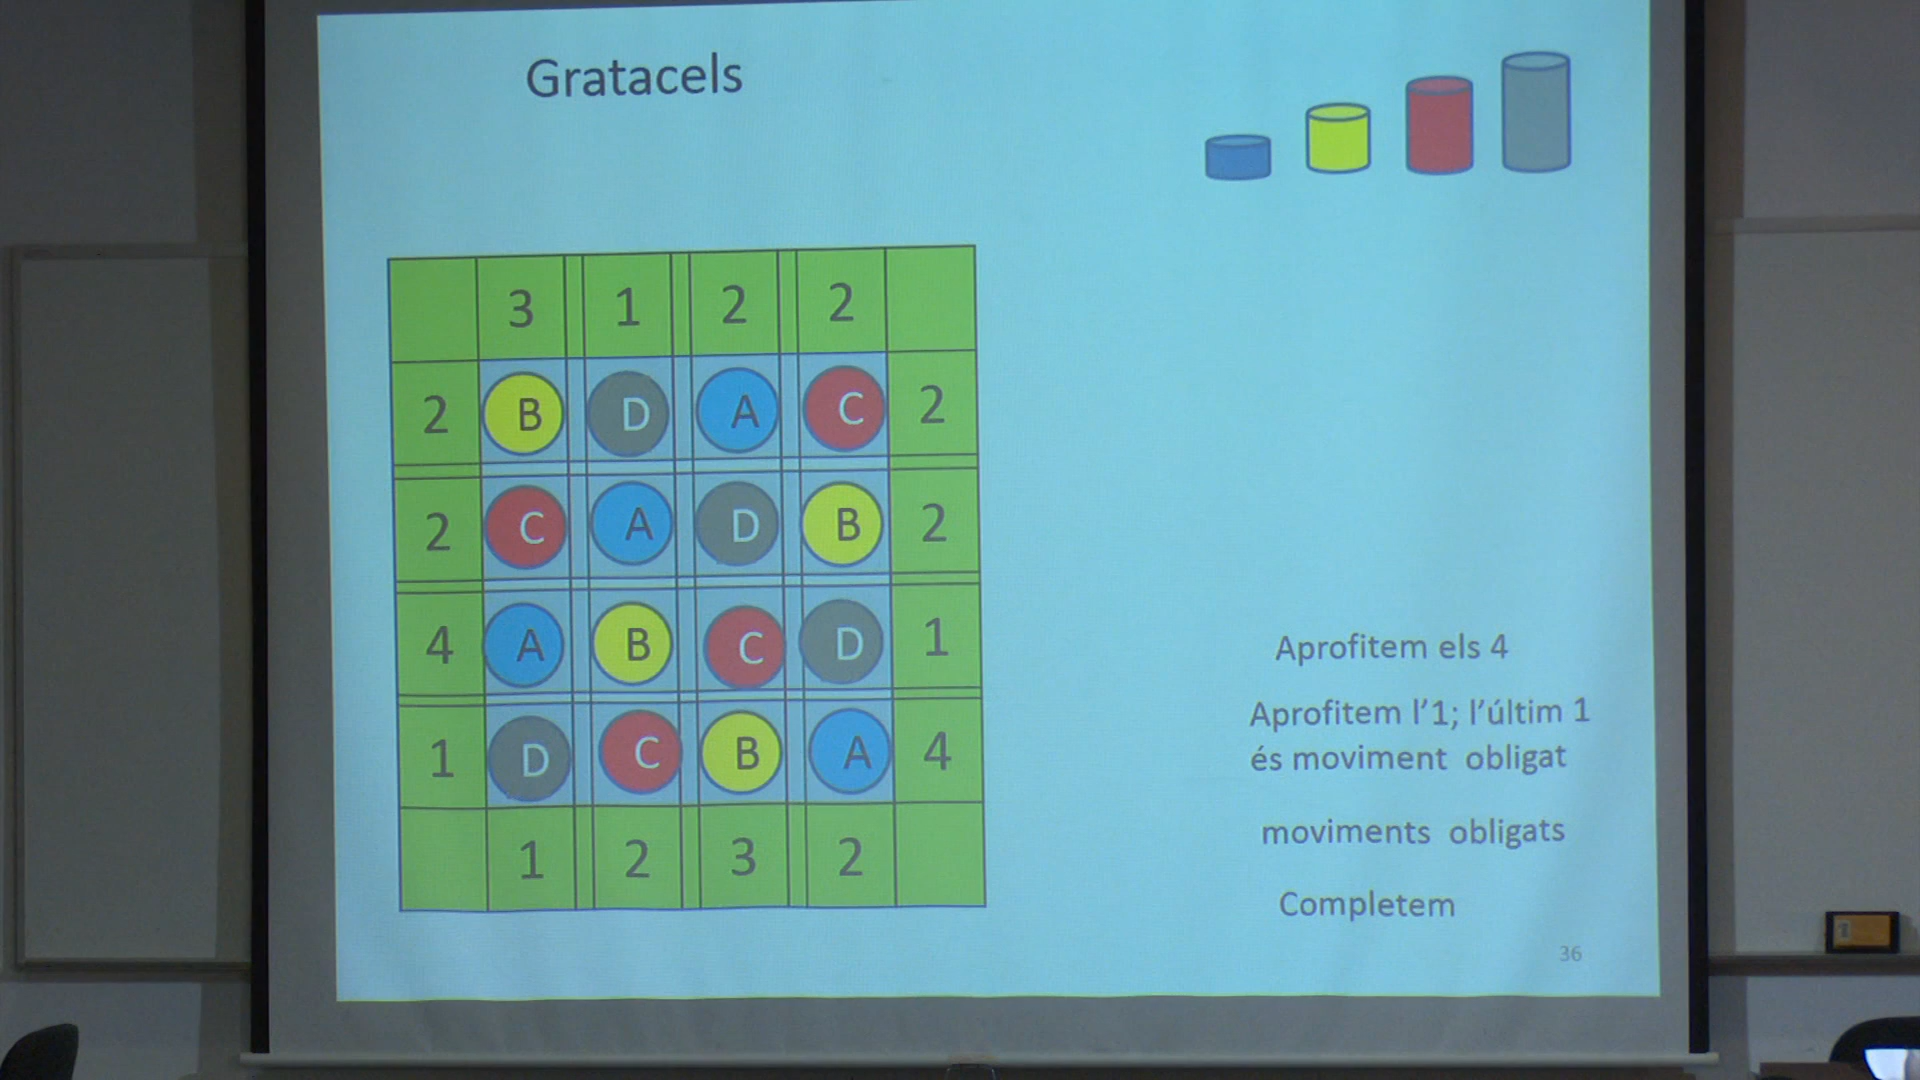 Gratacels
3 1 2 2
2 B D A C 2
2 C A D B 2
4 A B C D 1
1 D C B A 4
1 2 3 2
Aprofitem els 4
Aprofitem l’1; l’últim 1
és moviment obligat
moviments obligats
Completem
36